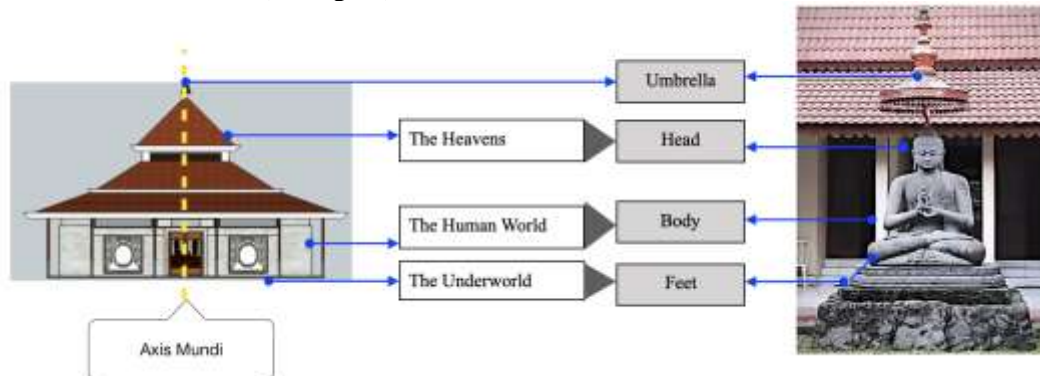 Umbrella
The Heavens
Head
The Human World
Body
The Underworld
Feet
Axis Mundi